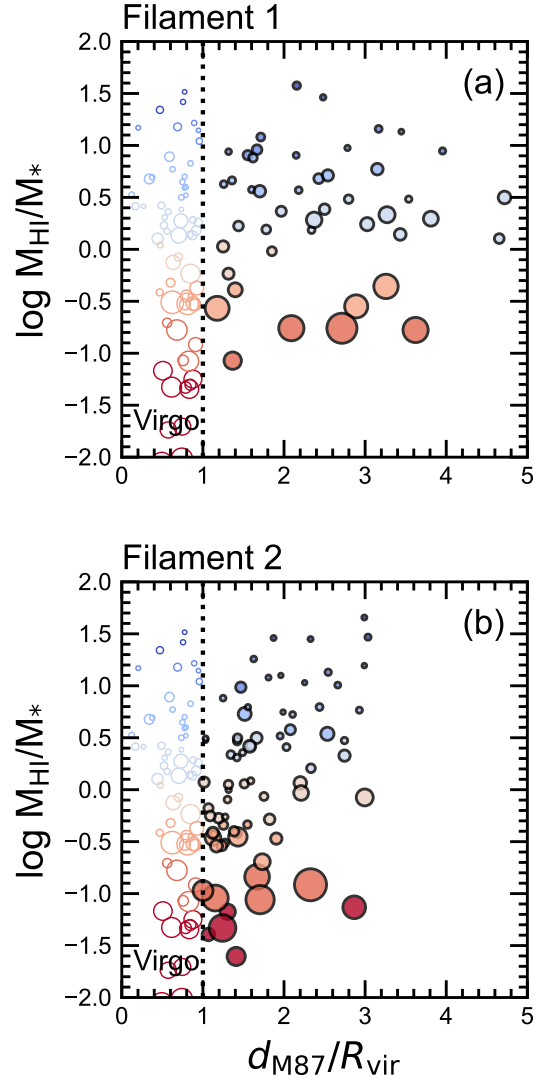 Filament 1
(a)
2.0
1.5
1.0
0.5
0.0
−0.5
−1.0
−1.5
−2.0
log M_HI/M_*
Virgo
0 1 2 3 4 5
Filament 2
(b)
2.0
1.5
1.0
0.5
0.0
−0.5
−1.0
−1.5
−2.0
log M_HI/M_*
Virgo
0 1 2 3 4 5
d_M87/R_vir